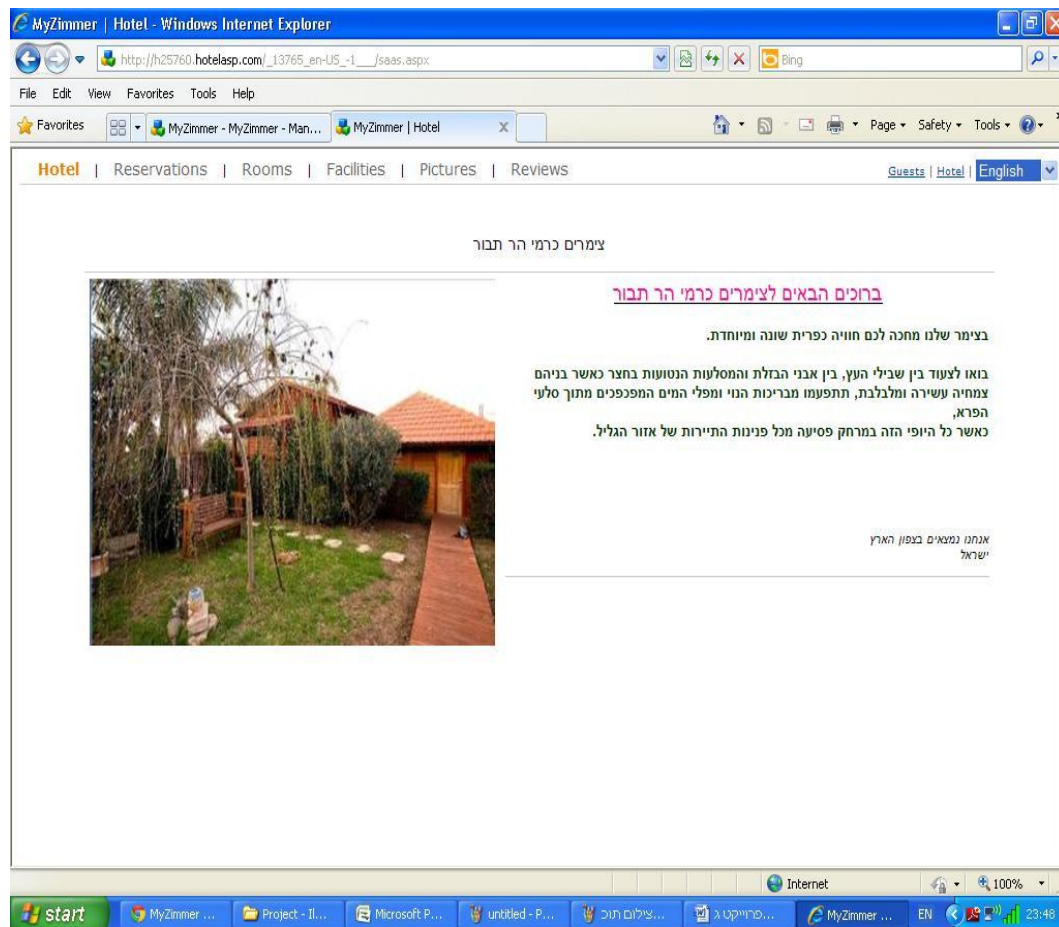 MyZimmer | Hotel - Windows Internet Explorer
http://h25760.hotelasp.com/_13765_en-US_-1___/saas.aspx
Bing
File Edit View Favorites Tools Help
Favorites
MyZimmer - MyZimmer - Man...
MyZimmer | Hotel
X
Page Safety Tools
Hotel | Reservations | Rooms | Facilities | Pictures | Reviews
Guests | Hotel | English
צימרים כרמי הר תבור
ברוכים הבאים לצימרים כרמי הר תבור
בצימר שלנו מחכה לכם חוויה כפרית שונה ומיוחדת.
בואו לצעוד בין שבילי העץ, בין אבני הבזלת והמסלעות הנטועות בחצר כאשר בניהם
צמחיה עשירה ומלבלבת, תתפעמו מבריכות הנוי ומפלי המים המפכפכים מתוך סלעי
הפרא,
כאשר כל היופי הזה במרחק פסיעה מכל פנינות התיירות של אזור הגליל.
אנחנו נמצאים בצפון הארץ
ישראל
Internet
100%
start
MyZimmer ...
Project - Il...
Microsoft P...
untitled - P...
צילום תוכ...
פרוייקט ג...
MyZimmer ...
EN
23:48